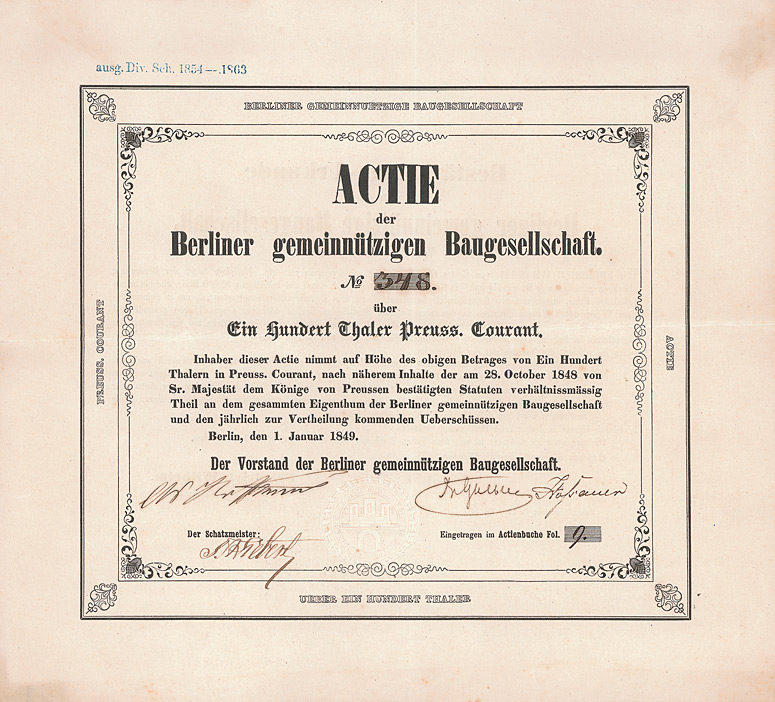 ausg. Div. Sch. 1854—.1863
BERLINER GEMEINNUETZIGE BAUGESELLSCHAFT
ACTIE
der
Berliner gemeinnützigen Baugesellschaft.
№ 348.
über
Ein Hundert Thaler Preuss. Courant.
Inhaber dieser Actie nimmt auf Höhe des obigen Betrages von Ein Hundert
Thalern in Preuss. Courant, nach näherem Inhalte der am 28. October 1848 von
Sr. Majestät dem Könige von Preussen bestätigten Statuten verhältnissmässig
Theil an dem gesammten Eigenthum der Berliner gemeinnützigen Baugesellschaft
und den jährlich zur Vertheilung kommenden Ueberschüssen.
Berlin, den 1. Januar 1849.
Der Vorstand der Berliner gemeinnützigen Baugesellschaft.
Der Schatzmeister:
Eingetragen im Actienbuche Fol. 9.
PREUSS. COURANT
ACTIE
UEBER EIN HUNDERT THALER